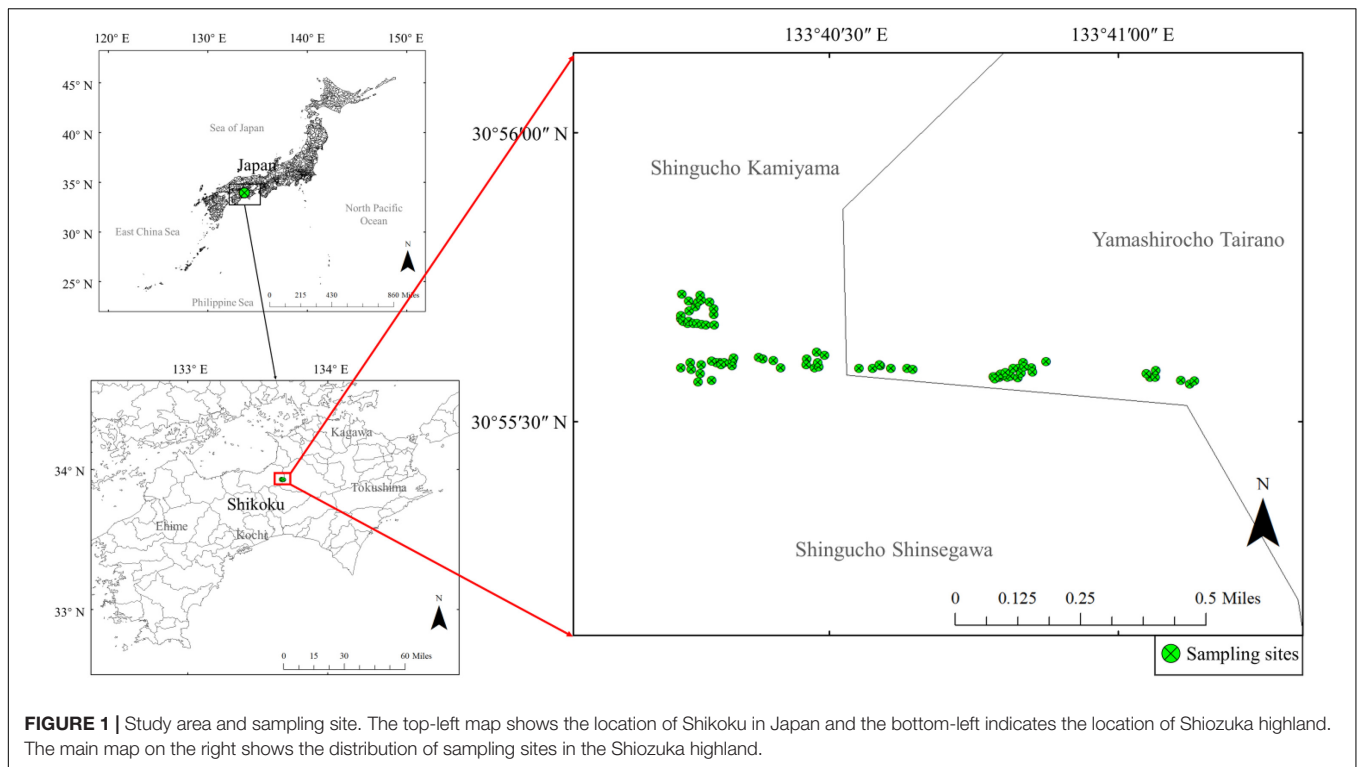 120° E 130° E 140° E 150° E
45° N
40° N
35° N
30° N
25° N
Sea of Japan
Japan
North Pacific
Ocean
East China Sea
Philippine Sea
N
0 215 430 860 Miles
133° E 134° E
34° N
33° N
Kagawa
Tokushima
Shikoku
Ehime
Kochi
N
0 15 30 60 Miles
133°40′30″ E 133°41′00″ E
30°56′00″ N
30°55′30″ N
Shingucho Kamiyama
Yamashirocho Tairano
Shingucho Shinsegawa
N
0 0.125 0.25 0.5 Miles
Sampling sites
FIGURE 1 | Study area and sampling site. The top-left map shows the location of Shikoku in Japan and the bottom-left indicates the location of Shiozuka highland.
The main map on the right shows the distribution of sampling sites in the Shiozuka highland.